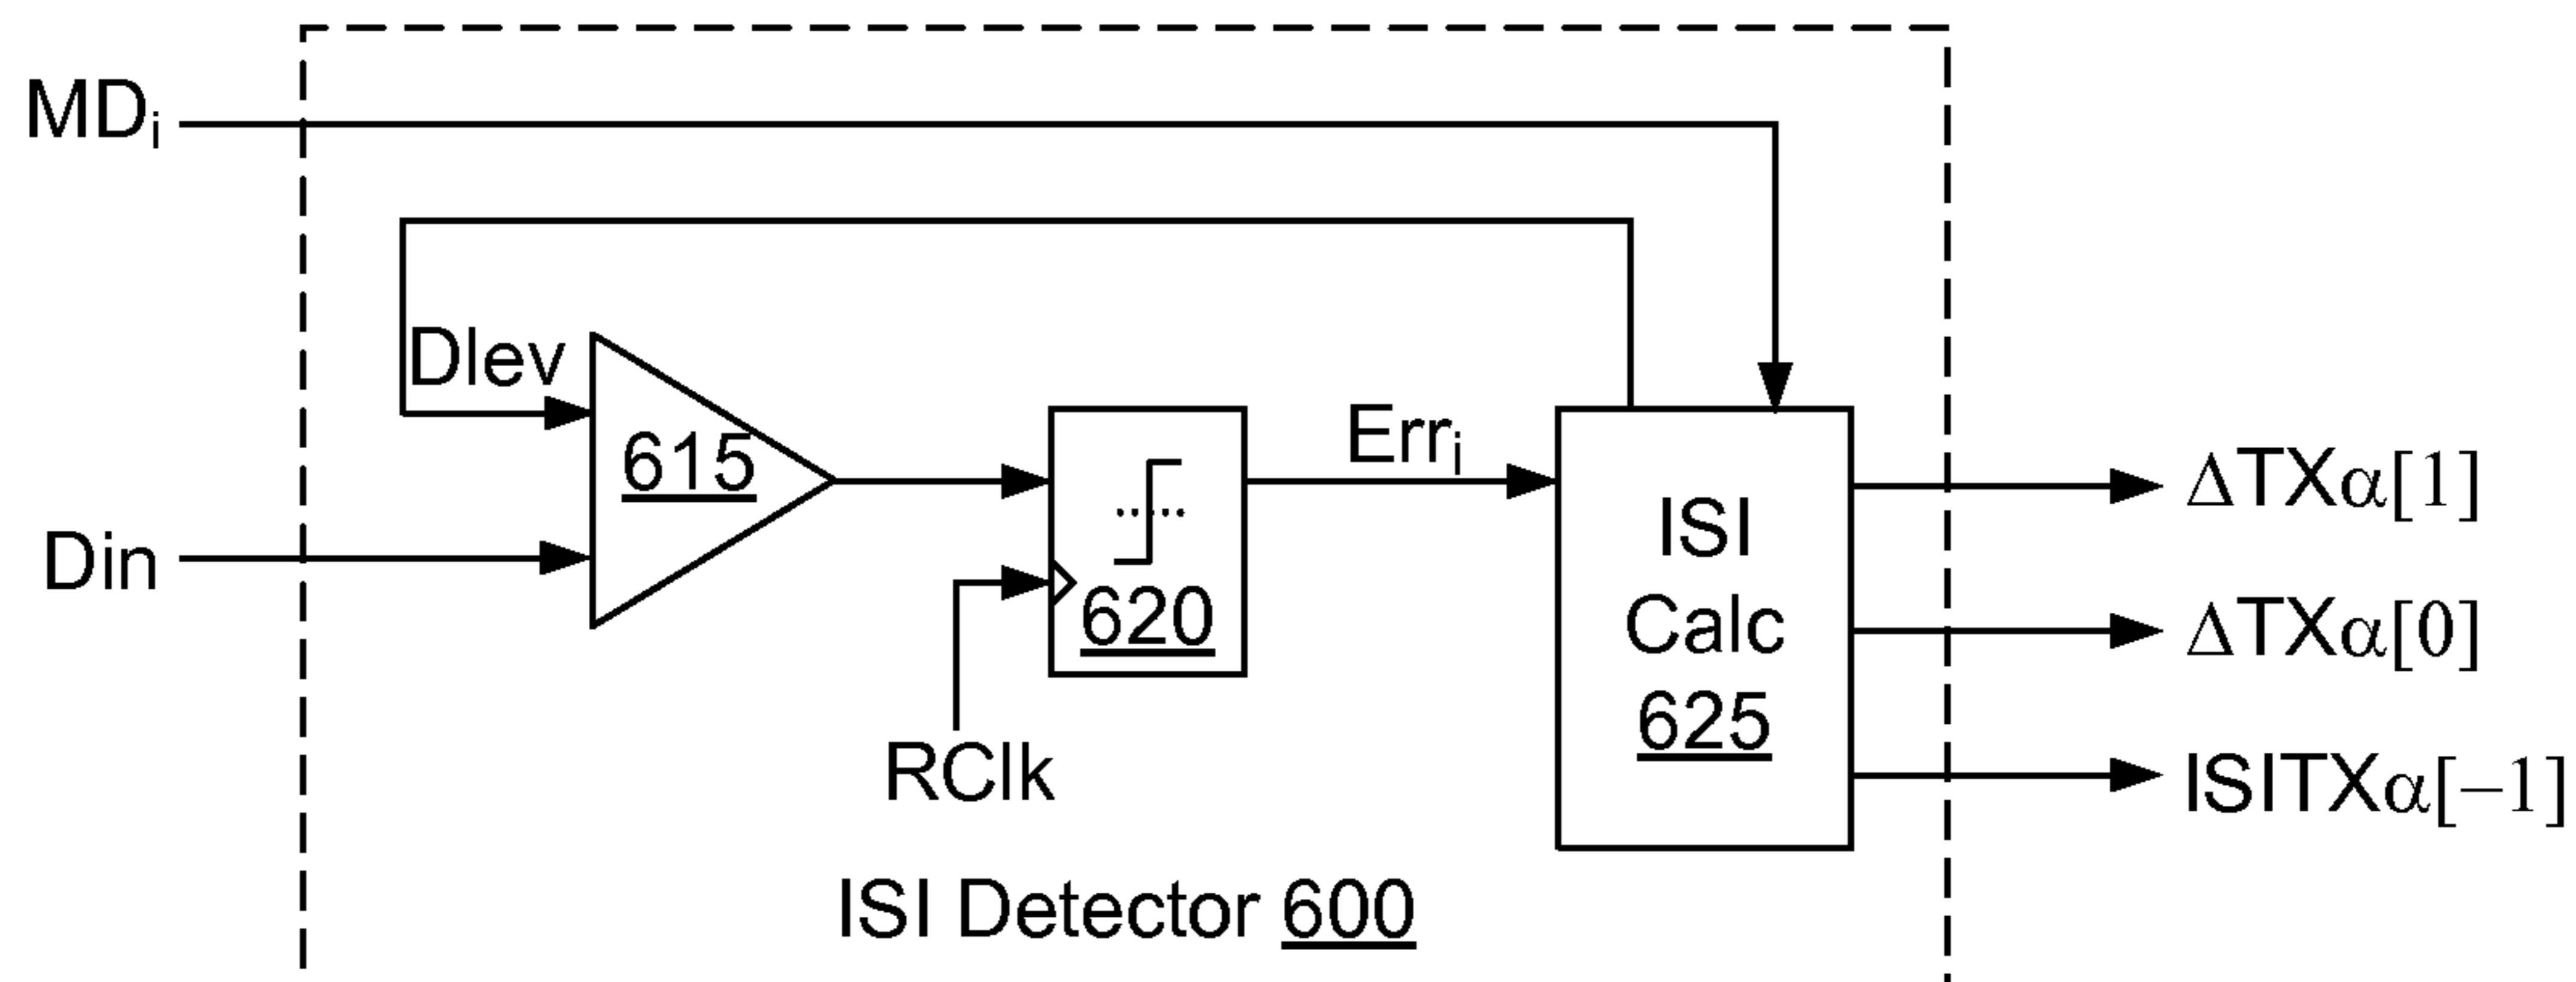 MDi
Dlev
615
Din
620
RClk
Erri
ISI
Calc
625
ΔTXα[1]
ΔTXα[0]
ISITXα[−1]
ISI Detector 600